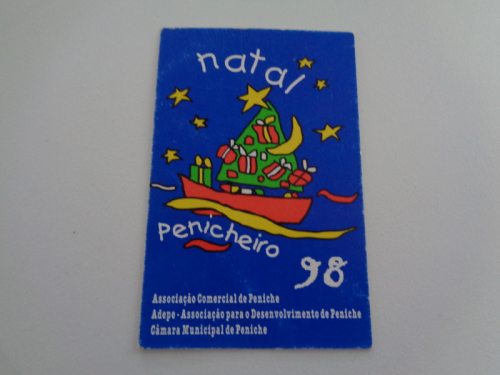 natal
penicheiro
98
Associação Comercial de Peniche
Adepe - Associação para o Desenvolvimento de Peniche
Câmara Municipal de Peniche